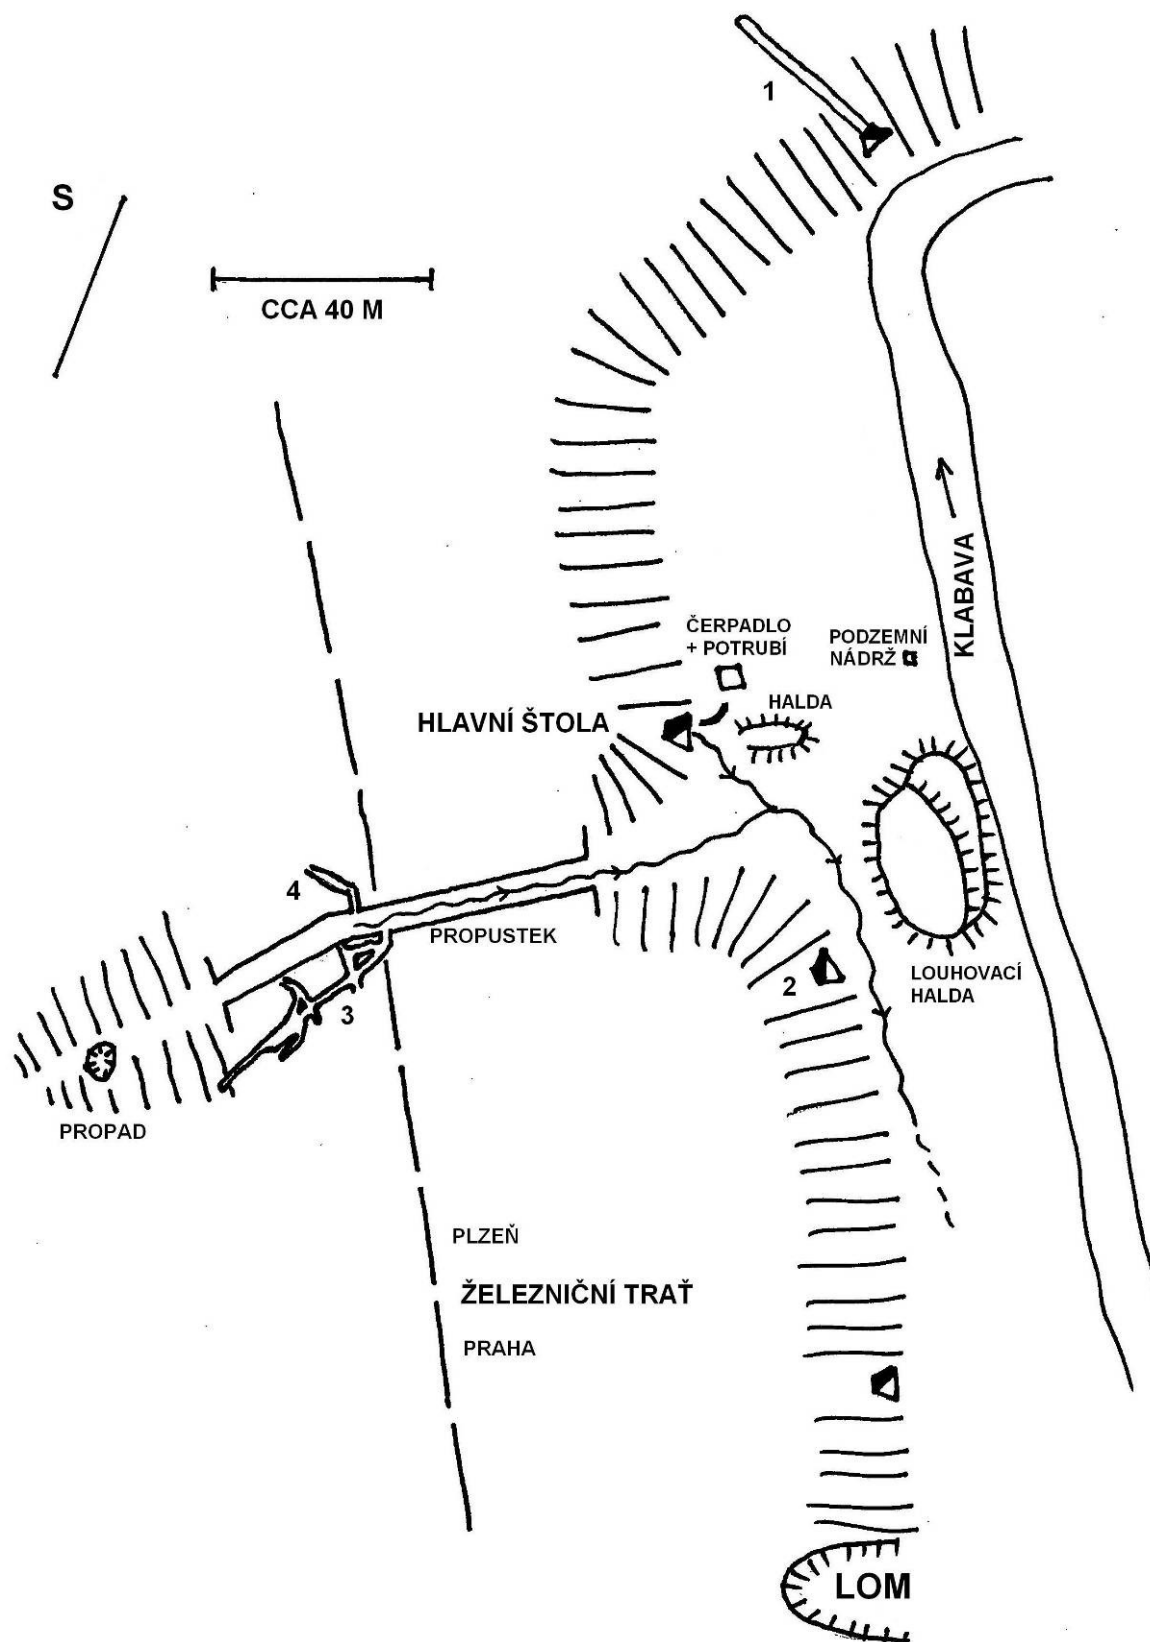 1
S
CCA 40 M
KLABAVA
ČERPADLO
+ POTRUBÍ
PODZEMNÍ
NÁDRŽ
HALDA
HLAVNÍ ŠTOLA
4
PROPUSTEK
2
LOUHOVACÍ
HALDA
3
PROPAD
PLZEŇ
ŽELEZNIČNÍ TRAŤ
PRAHA
LOM